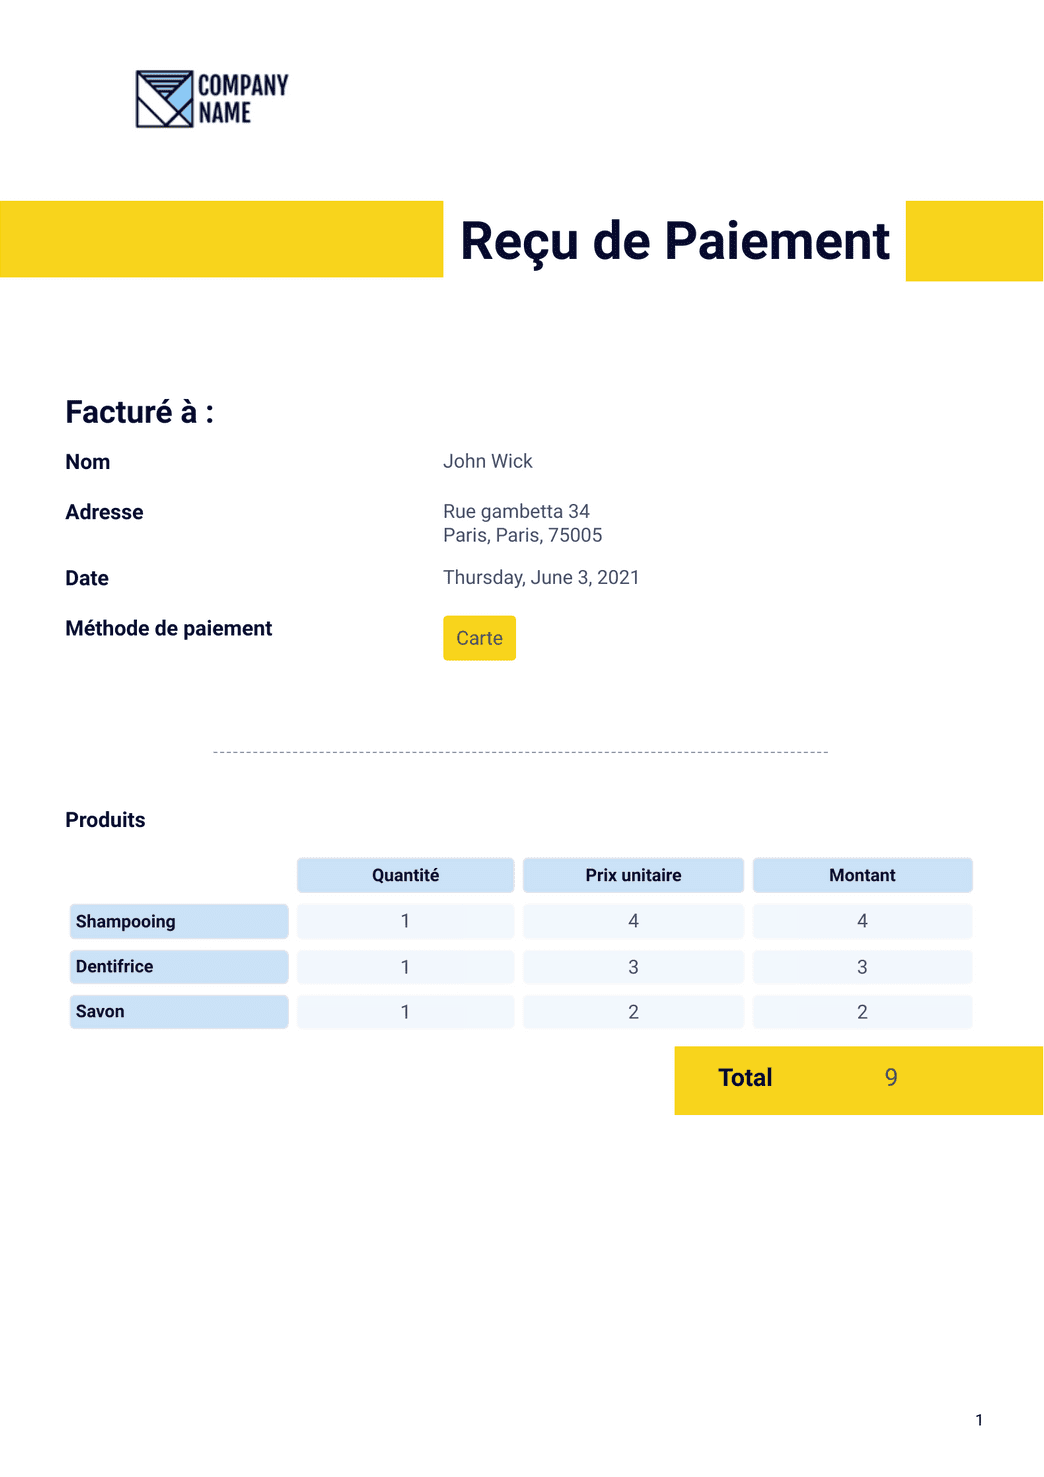 COMPANY
NAME
Reçu de Paiement
Facturé à :
Nom John Wick
Adresse Rue gambetta 34
Paris, Paris, 75005
Date Thursday, June 3, 2021
Méthode de paiement Carte
Produits
Quantité Prix unitaire Montant
Shampooing 1 4 4
Dentifrice 1 3 3
Savon 1 2 2
Total 9
1